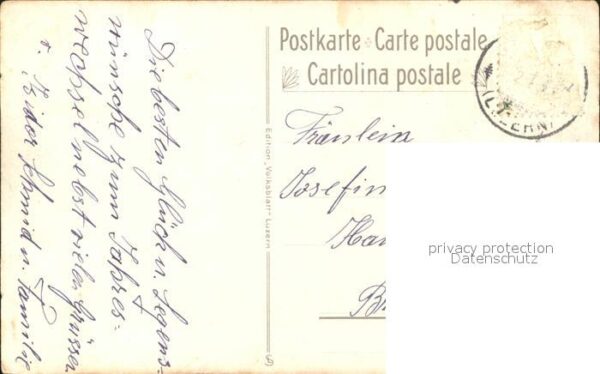 Postkarte Carte postale
Cartolina postale
Die besten Glück u. Segens-
wünsche zum Jahres-
wechsel nebst vielen Grüssen
v. Isidor Schmid u. Familie
Edition „Volksblatt“ Luzern
Fräulein
Josefin
Ha
B
privacy protection
Datenschutz